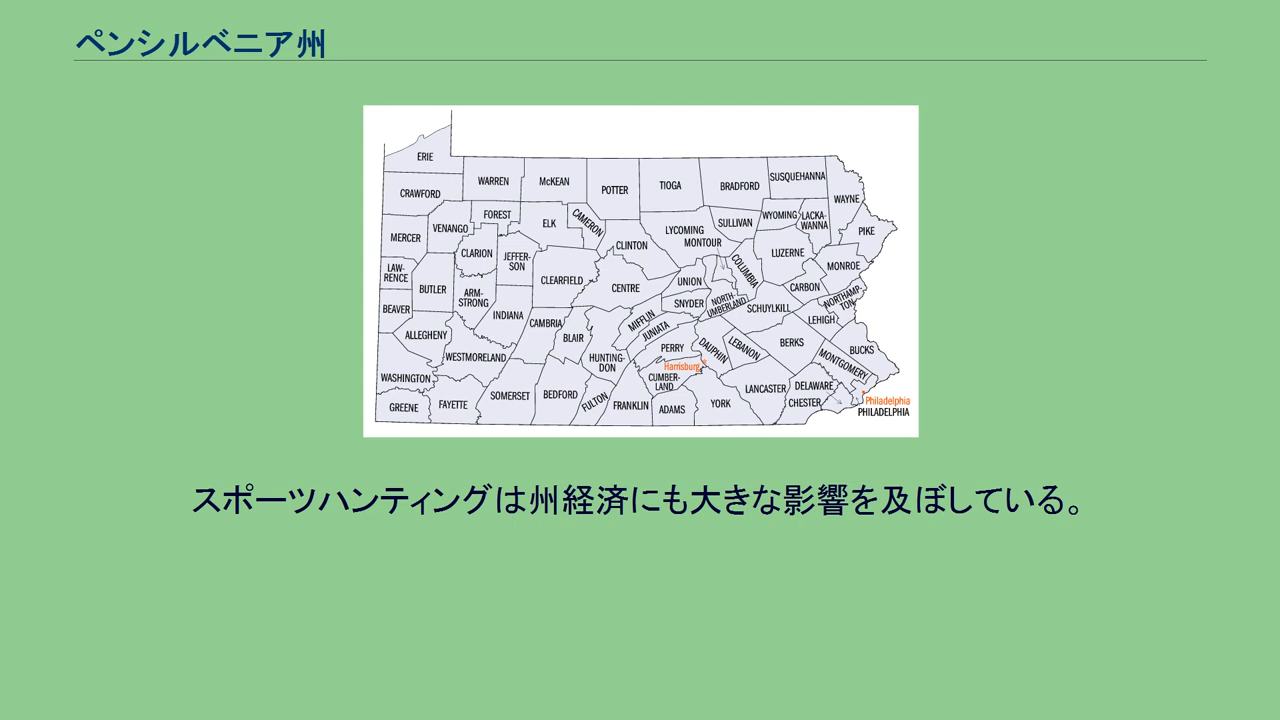 ペンシルベニア州
ERIE
CRAWFORD
WARREN
McKEAN
POTTER
TIOGA
BRADFORD
SUSQUEHANNA
WAYNE
FOREST
VENANGO
ELK
CAMERON
SULLIVAN
WYOMING
LACKA-
WANNA
PIKE
MERCER
CLARION
JEFFER-
SON
CLINTON
LYCOMING
MONTOUR
COLUMBIA
LUZERNE
MONROE
LAW-
RENCE
BUTLER
ARM-
STRONG
CLEARFIELD
CENTRE
UNION
SNYDER
NORTH-
UMBERLAND
CARBON
NORTHAMP-
TON
BEAVER
INDIANA
CAMBRIA
BLAIR
MIFFLIN
JUNIATA
SCHUYLKILL
LEHIGH
ALLEGHENY
WESTMORELAND
HUNTING-
DON
PERRY
DAUPHIN
LEBANON
BERKS
BUCKS
MONTGOMERY
Harrisburg
WASHINGTON
CUMBER-
LAND
LANCASTER
DELAWARE
CHESTER
Philadelphia
PHILADELPHIA
GREENE
FAYETTE
SOMERSET
BEDFORD
FULTON
FRANKLIN
ADAMS
YORK
スポーツハンティングは州経済にも大きな影響を及ぼしている。